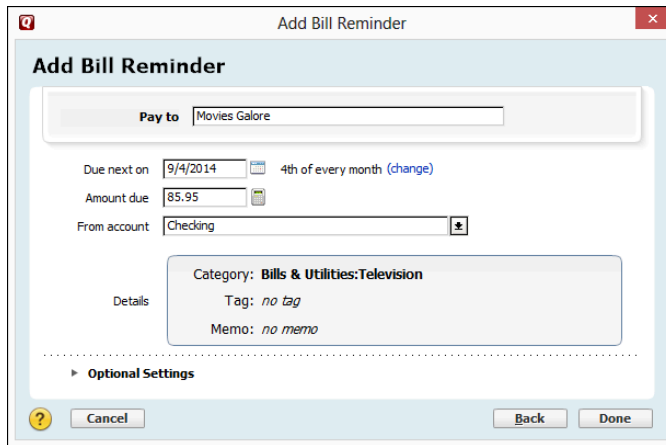 Add Bill Reminder
Add Bill Reminder
Pay to Movies Galore
Due next on 9/4/2014 4th of every month (change)
Amount due 85.95
From account Checking
Details
Category: Bills & Utilities:Television
Tag: no tag
Memo: no memo
Optional Settings
? Cancel Back Done